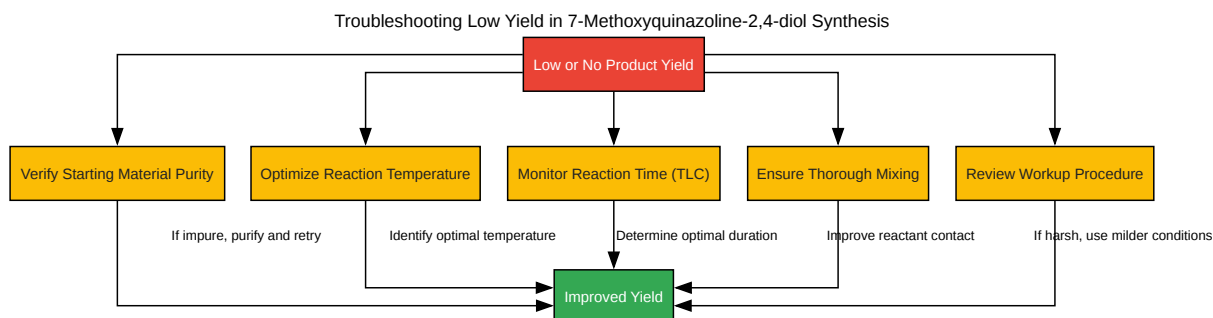 Troubleshooting Low Yield in 7-Methoxyquinazoline-2,4-diol Synthesis
Low or No Product Yield
Verify Starting Material Purity
Optimize Reaction Temperature
Monitor Reaction Time (TLC)
Ensure Thorough Mixing
Review Workup Procedure
If impure, purify and retry
Identify optimal temperature
Determine optimal duration
Improve reactant contact
If harsh, use milder conditions
Improved Yield